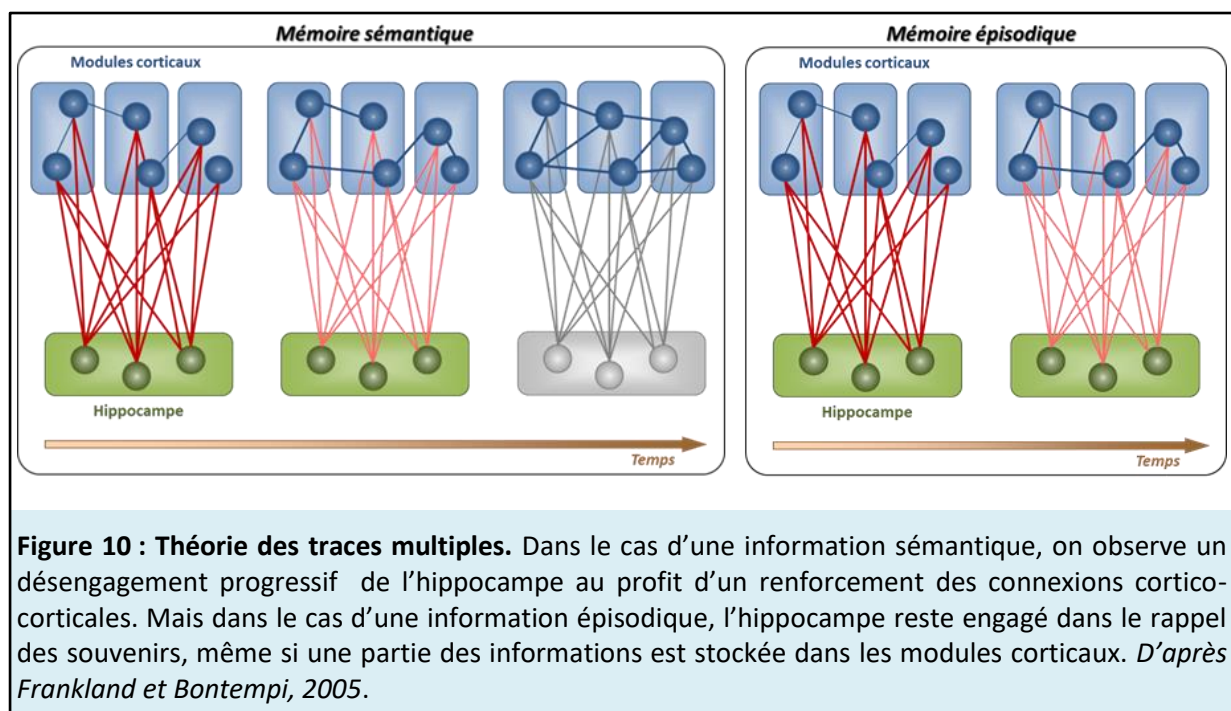 Mémoire sémantique
Modules corticaux
Hippocampe
Temps
Mémoire épisodique
Modules corticaux
Hippocampe
Temps
Figure 10 : Théorie des traces multiples. Dans le cas d’une information sémantique, on observe un
désengagement progressif de l’hippocampe au profit d’un renforcement des connexions cortico-
corticales. Mais dans le cas d’une information épisodique, l’hippocampe reste engagé dans le rappel
des souvenirs, même si une partie des informations est stockée dans les modules corticaux. D’après
Frankland et Bontempi, 2005.